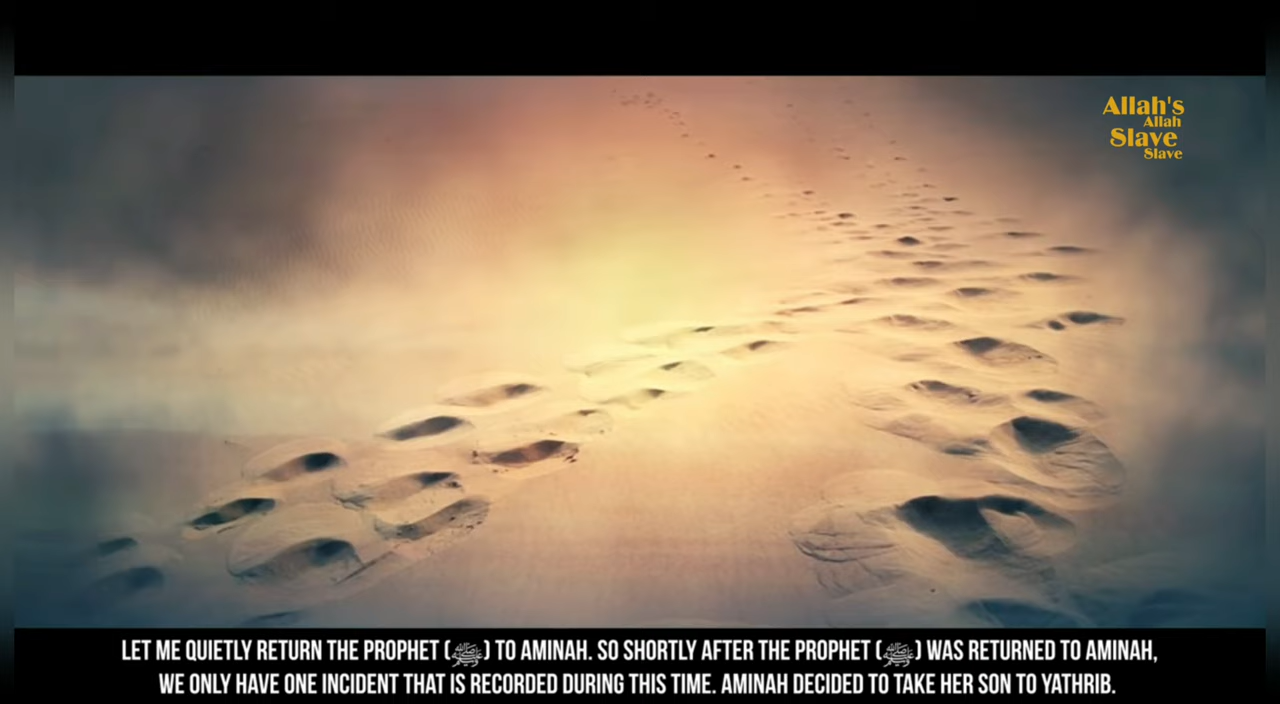 Allah's
Allah
Slave
Slave
LET ME QUIETLY RETURN THE PROPHET (ﷺ) TO AMINAH. SO SHORTLY AFTER THE PROPHET (ﷺ) WAS RETURNED TO AMINAH,
WE ONLY HAVE ONE INCIDENT THAT IS RECORDED DURING THIS TIME. AMINAH DECIDED TO TAKE HER SON TO YATHRIB.